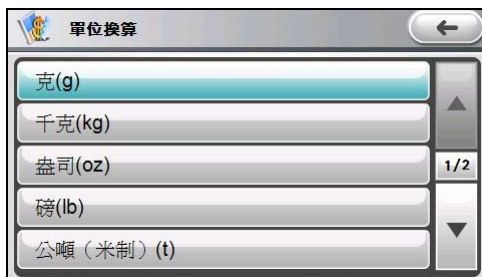 單位換算
克(g)
千克(kg)
盎司(oz)
1/2
磅(lb)
公噸（米制）(t)